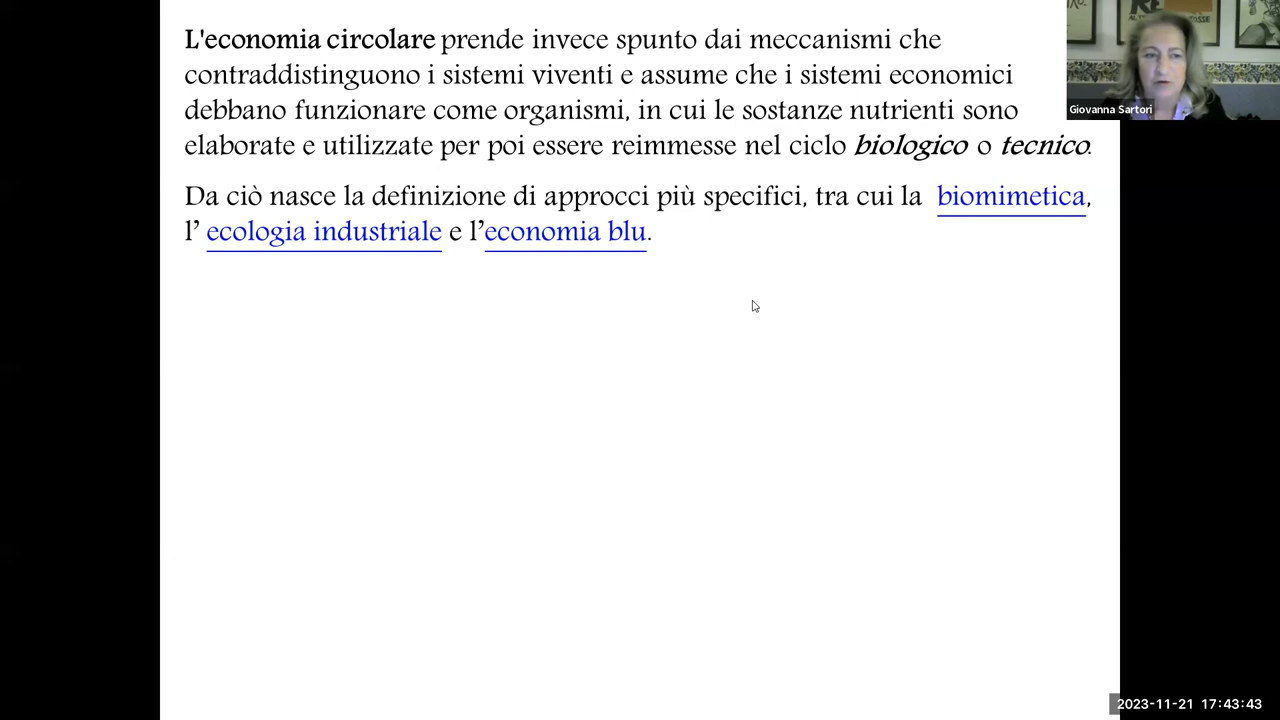 L'economia circolare prende invece spunto dai meccanismi che
contraddistinguono i sistemi viventi e assume che i sistemi economici
debbano funzionare come organismi, in cui le sostanze nutrienti sono
elaborate e utilizzate per poi essere reimmesse nel ciclo biologico o tecnico.
Da ciò nasce la definizione di approcci più specifici, tra cui la biomimetica,
l’ ecologia industriale e l’economia blu.
Giovanna Sartori
2023-11-21 17:43:43